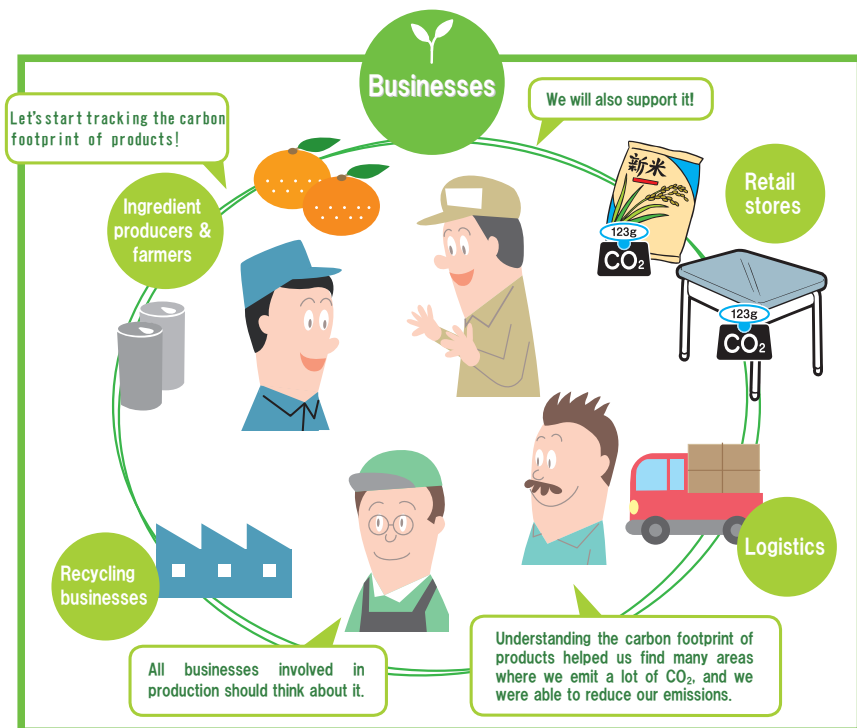 Businesses
Let's start tracking the carbon
footprint of products!
We will also support it!
Ingredient
producers &
farmers
新米
123g
CO₂
Retail
stores
123g
CO₂
Logistics
Recycling
businesses
All businesses involved in
production should think about it.
Understanding the carbon footprint of
products helped us find many areas
where we emit a lot of CO₂, and we
were able to reduce our emissions.